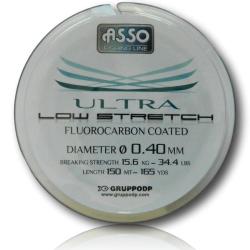 ASSO
FISHING LINE
ULTRA
LOW STRETCH
FLUOROCARBON COATED
DIAMETER Ø 0.40 MM
BREAKING STRENGTH 15.6 KG - 34.4 LBS
LENGTH 150 MT - 165 YDS
GRUPPODP
www.gruppodp.com